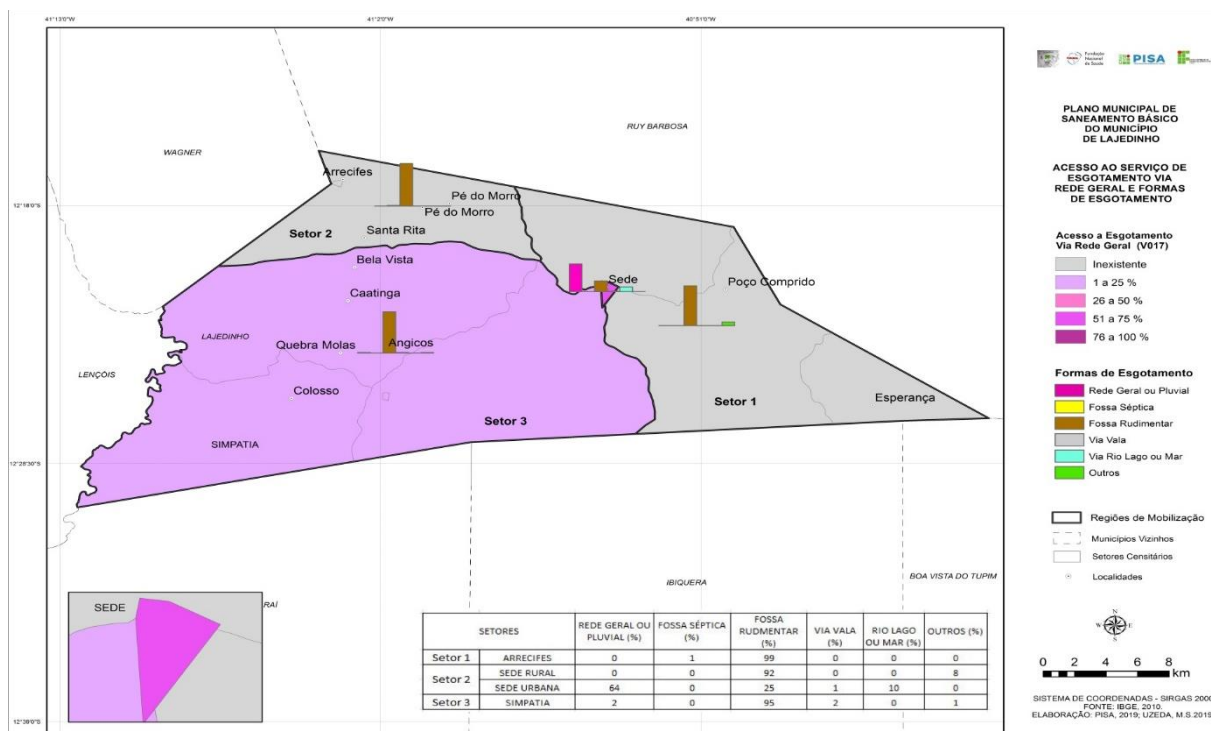 41°13'0"W
41°2'0"W
40°51'0"W
12°18'0"S
12°28'30"S
12°39'0"S
WAGNER
RUY BARBOSA
Arrecifes
Pé do Morro
Pé do Morro
Setor 2
Santa Rita
Bela Vista
Sede
Poço Comprido
Caatinga
LAJEDINHO
Quebra Molas
Angicos
LENÇÓIS
Colosso
Esperança
Setor 1
Setor 3
SIMPATIA
IBIQUERA
BOA VISTA DO TUPIM
SEDE
RAÍ
SETORES REDE GERAL OU PLUVIAL (%) FOSSA SÉPTICA (%) FOSSA RUDMENTAR (%) VIA VALA (%) RIO LAGO OU MAR (%) OUTROS (%)
Setor 1 ARRECIFES 0 1 99 0 0 0
Setor 2 SEDE RURAL 0 0 92 0 0 8
SEDE URBANA 64 0 25 1 10 0
Setor 3 SIMPATIA 2 0 95 2 0 1
Fundação
Nacional
de Saúde
PISA
PLANO MUNICIPAL DE
SANEAMENTO BÁSICO
DO MUNICÍPIO
DE LAJEDINHO
ACESSO AO SERVIÇO DE
ESGOTAMENTO VIA
REDE GERAL E FORMAS
DE ESGOTAMENTO
Acesso a Esgotamento
Via Rede Geral (V017)
Inexistente
1 a 25 %
26 a 50 %
51 a 75 %
76 a 100 %
Formas de Esgotamento
Rede Geral ou Pluvial
Fossa Séptica
Fossa Rudimentar
Via Vala
Via Rio Lago ou Mar
Outros
Regiões de Mobilização
Municípios Vizinhos
Setores Censitários
Localidades
N
W E
S
0 2 4 6 8
km
SISTEMA DE COORDENADAS - SIRGAS 2000
FONTE: IBGE, 2010.
ELABORAÇÃO: PISA, 2019; UZEDA, M.S.2019